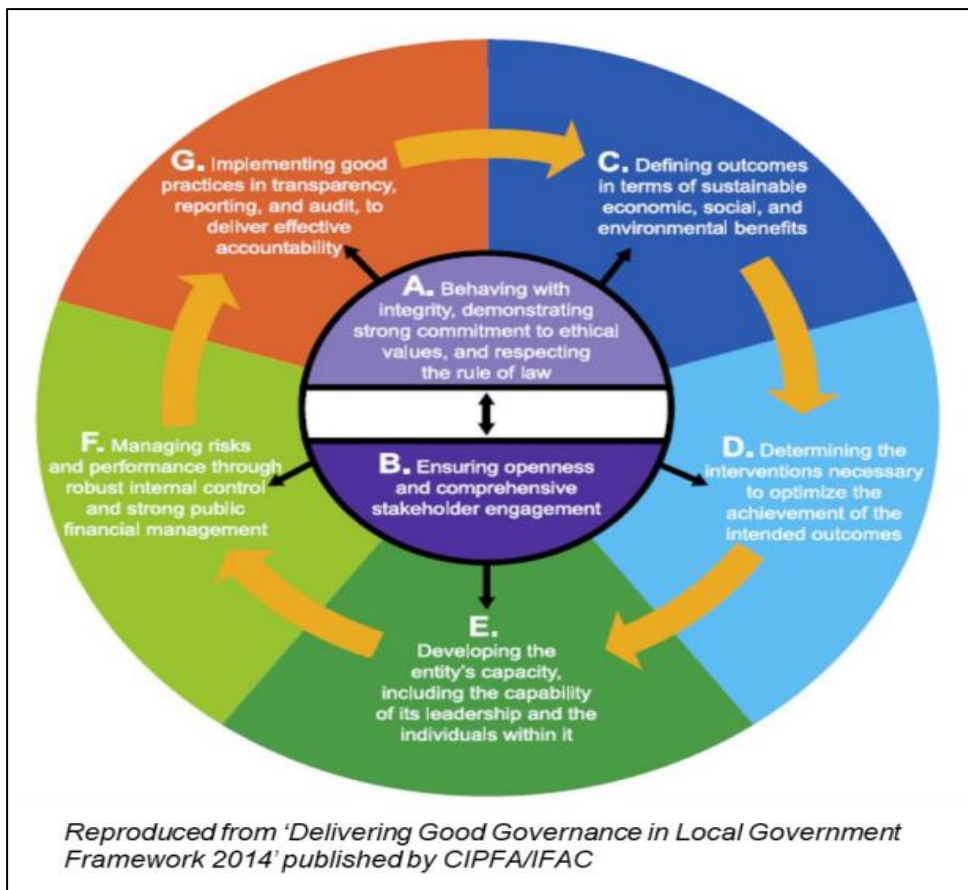 G. Implementing good
practices in transparency,
reporting, and audit, to
deliver effective
accountability
C. Defining outcomes
in terms of sustainable
economic, social, and
environmental benefits
A. Behaving with
integrity, demonstrating
strong commitment to ethical
values, and respecting
the rule of law
F. Managing risks
and performance through
robust internal control
and strong public
financial management
B. Ensuring openness
and comprehensive
stakeholder engagement
D. Determining the
interventions necessary
to optimize the
achievement of the
intended outcomes
E.
Developing the
entity's capacity,
including the capability
of its leadership and the
individuals within it
Reproduced from 'Delivering Good Governance in Local Government
Framework 2014' published by CIPFA/IFAC